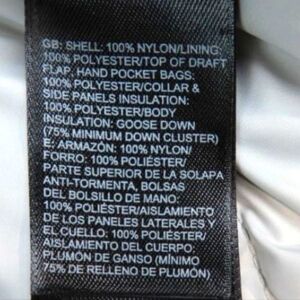 GB: SHELL: 100% NYLON/LINING:
100% POLYESTER/TOP OF DRAFT
FLAP, HAND POCKET BAGS:
100% POLYESTER/COLLAR &
SIDE PANELS INSULATION:
100% POLYESTER/BODY
INSULATION: GOOSE DOWN
(75% MINIMUM DOWN CLUSTER)
E: ARMAZÓN: 100% NYLON/
FORRO: 100% POLIÉSTER/
PARTE SUPERIOR DE LA SOLAPA
ANTI-TORMENTA, BOLSAS
DEL BOLSILLO DE MANO:
100% POLIÉSTER/AISLAMIENTO
DE LOS PANELES LATERALES Y
EL CUELLO: 100% POLIÉSTER/
AISLAMIENTO DEL CUERPO:
PLUMÓN DE GANSO (MÍNIMO
75% DE RELLENO DE PLUMÓN)